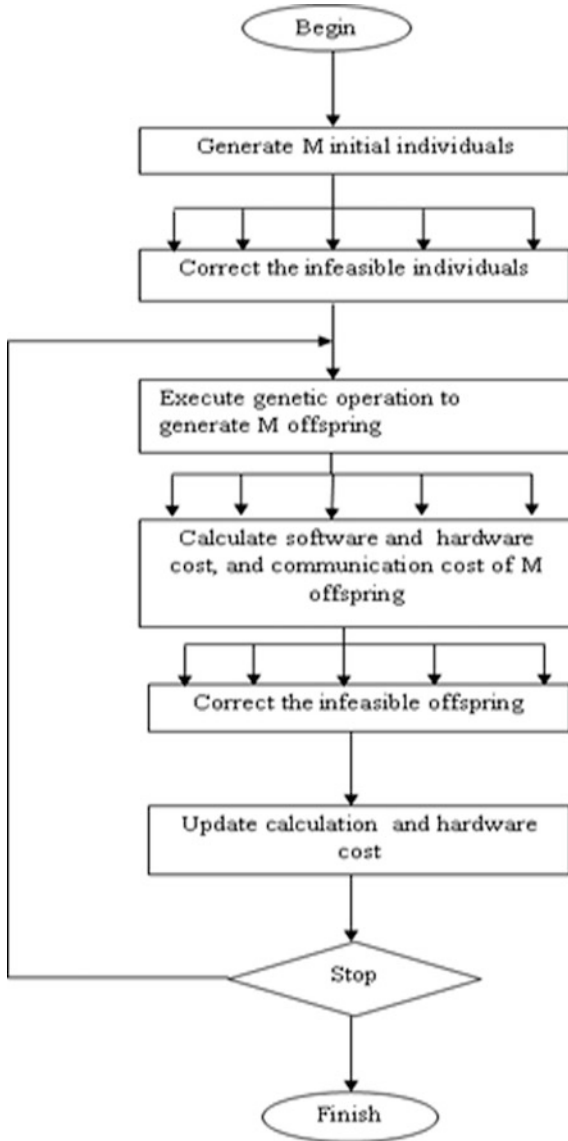 Begin
Generate M initial individuals
Correct the infeasible individuals
Execute genetic operation to
generate M offspring
Calculate software and hardware
cost, and communication cost of M
offspring
Correct the infeasible offspring
Update calculation and hardware
cost
Stop
Finish